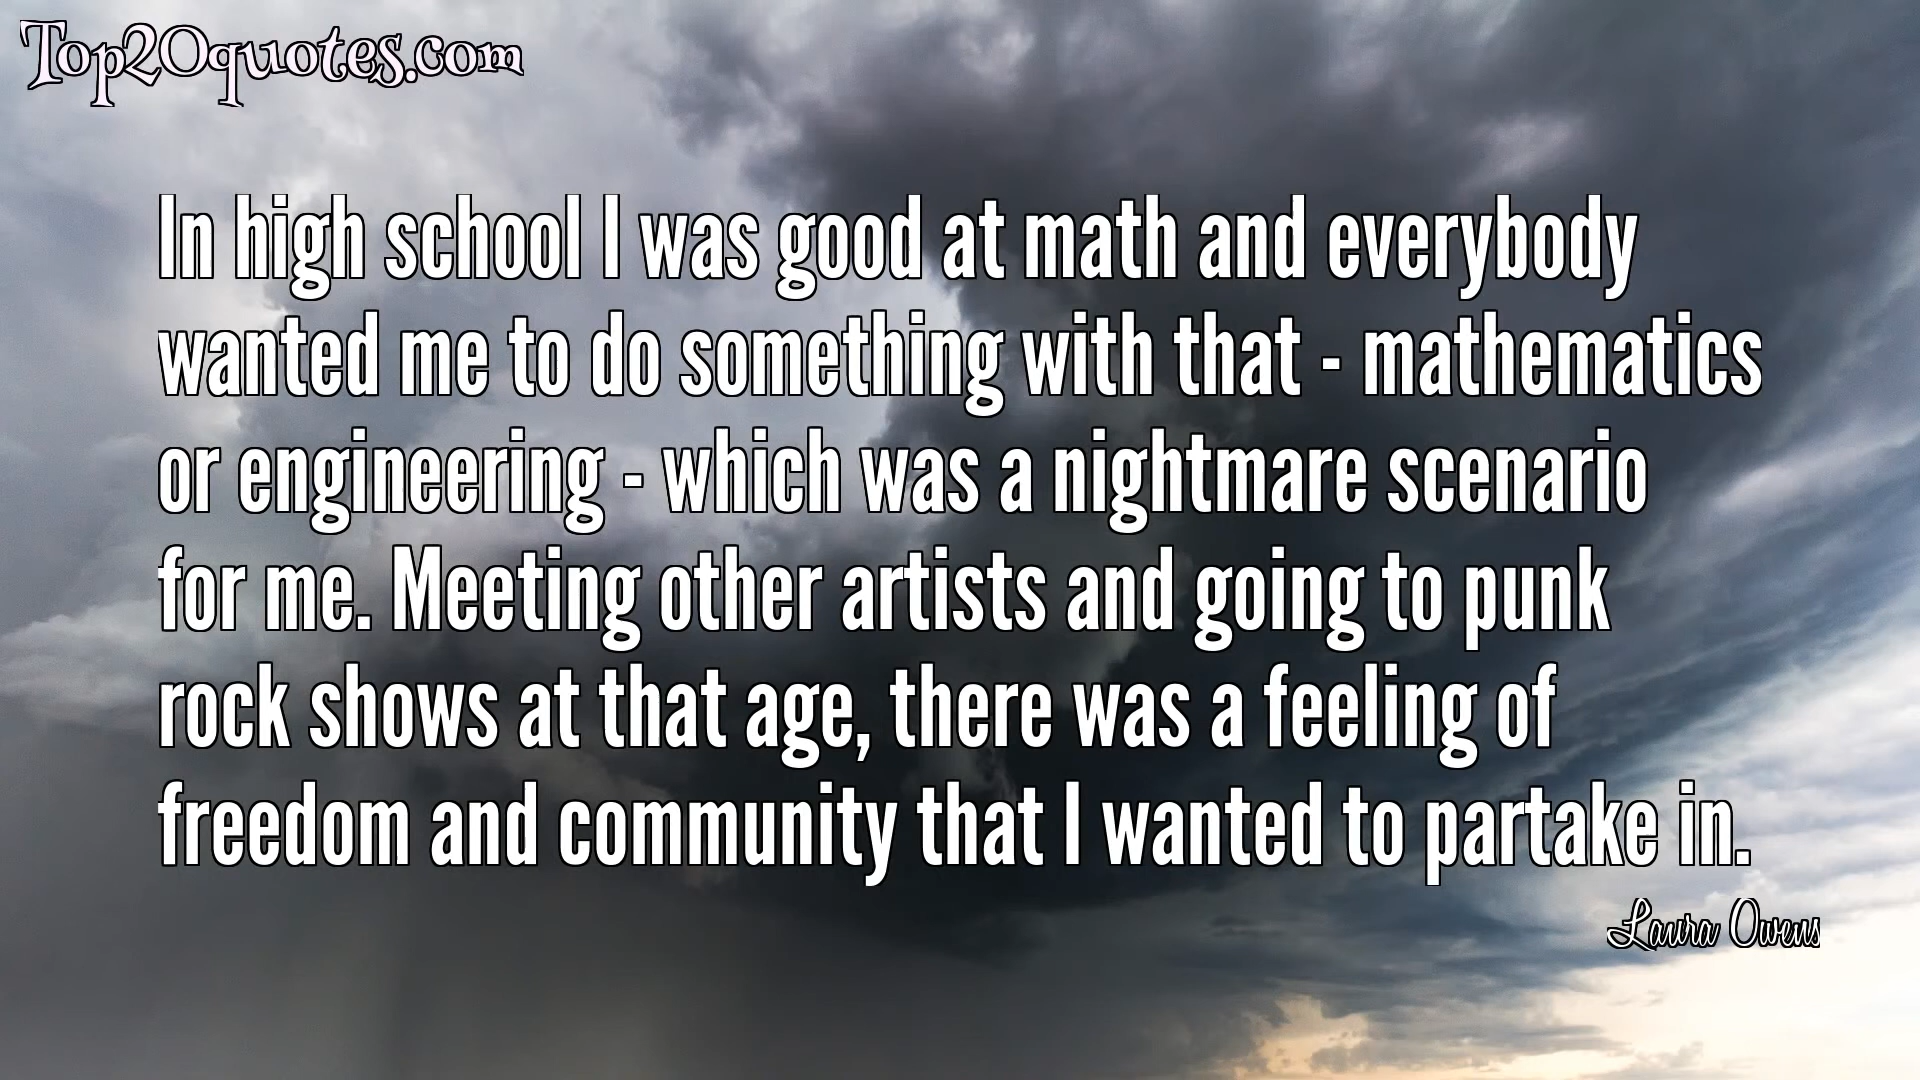 Top20quotes.com
In high school I was good at math and everybody
wanted me to do something with that - mathematics
or engineering - which was a nightmare scenario
for me. Meeting other artists and going to punk
rock shows at that age, there was a feeling of
freedom and community that I wanted to partake in.
Laura Owens